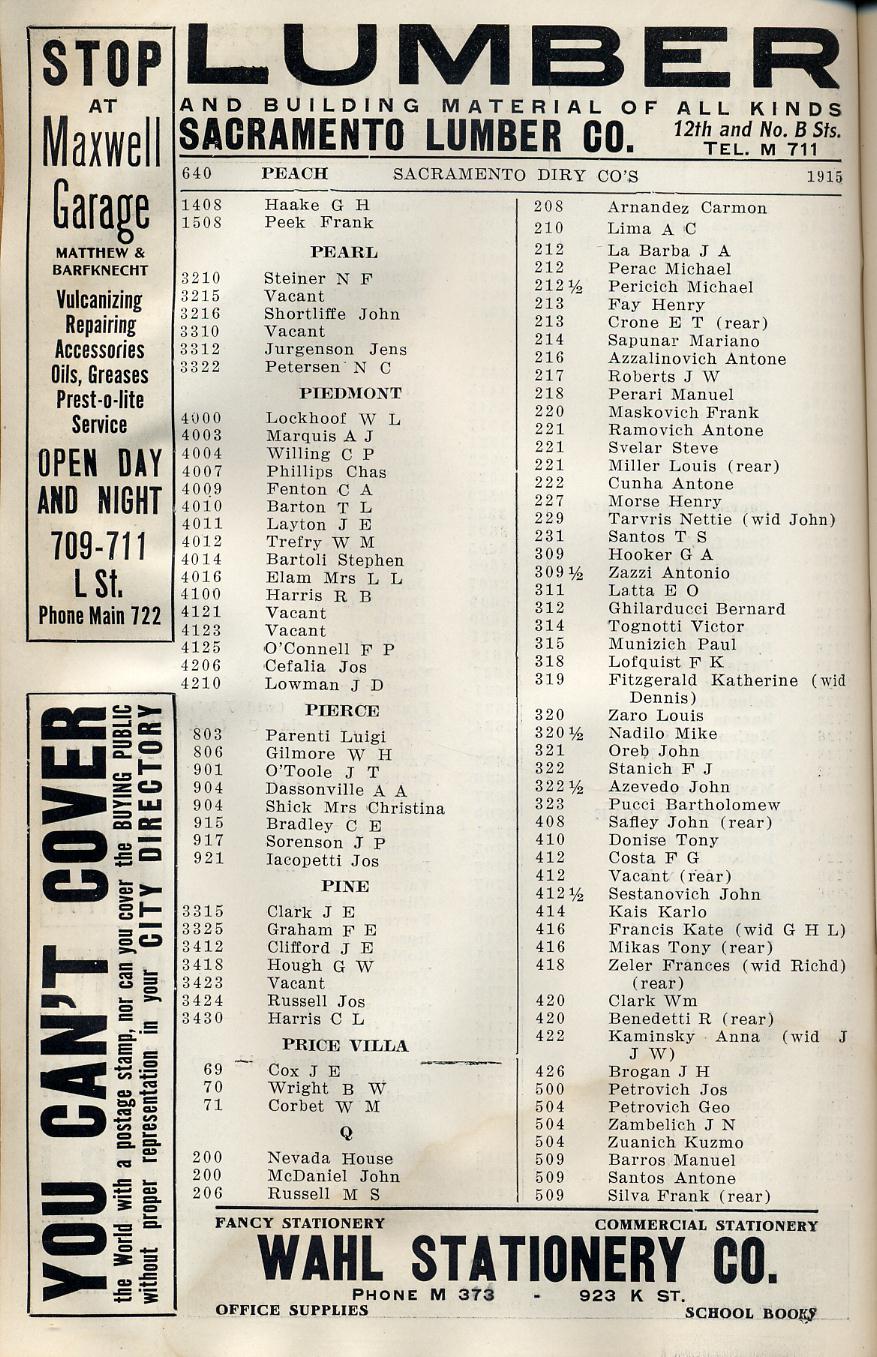 STOP
AT
Maxwell
Garage
MATTHEW &
BARFKNECHT
Vulcanizing
Repairing
Accessories
Oils, Greases
Prest-o-lite
Service
OPEN DAY
AND NIGHT
709-711
L St.
Phone Main 722
YOU CAN'T COVER
the World with a postage stamp, nor can you cover the BUYING PUBLIC
without proper representation in your CITY DIRECTORY
LUMBER
AND BUILDING MATERIAL OF ALL KINDS
SACRAMENTO LUMBER CO. 12th and No. B Sts.
TEL. M 711
640 PEACH SACRAMENTO DIRY CO'S 1915
1408 Haake G H
1508 Peek Frank
PEARL
3210 Steiner N F
3215 Vacant
3216 Shortliffe John
3310 Vacant
3312 Jurgenson Jens
3322 Petersen N C
PIEDMONT
4000 Lockhoof W L
4003 Marquis A J
4004 Willing C P
4007 Phillips Chas
4009 Fenton C A
4010 Barton T L
4011 Layton J E
4012 Trefry W M
4014 Bartoli Stephen
4016 Elam Mrs L L
4100 Harris R B
4121 Vacant
4123 Vacant
4125 O'Connell F P
4206 Cefalia Jos
4210 Lowman J D
PIERCE
803 Parenti Luigi
806 Gilmore W H
901 O'Toole J T
904 Dassonville A A
904 Shick Mrs Christina
915 Bradley C E
917 Sorenson J P
921 Iacopetti Jos
PINE
3315 Clark J E
3325 Graham F E
3412 Clifford J E
3418 Hough G W
3423 Vacant
3424 Russell Jos
3430 Harris C L
PRICE VILLA
69 Cox J E
70 Wright B W
71 Corbet W M
Q
200 Nevada House
200 McDaniel John
206 Russell M S
208 Arnandez Carmon
210 Lima A C
212 La Barba J A
212 Perac Michael
212½ Pericich Michael
213 Fay Henry
213 Crone E T (rear)
214 Sapunar Mariano
216 Azzalinovich Antone
217 Roberts J W
218 Perari Manuel
220 Maskovich Frank
221 Ramovich Antone
221 Svelar Steve
221 Miller Louis (rear)
222 Cunha Antone
227 Morse Henry
229 Tarvris Nettie (wid John)
231 Santos T S
309 Hooker G A
309½ Zazzi Antonio
311 Latta E O
312 Ghilarducci Bernard
314 Tognotti Victor
315 Munizich Paul
318 Lofquist F K
319 Fitzgerald Katherine (wid
Dennis)
320 Zaro Louis
320½ Nadilo Mike
321 Oreb John
322 Stanich F J
322½ Azevedo John
323 Pucci Bartholomew
408 Safley John (rear)
410 Donise Tony
412 Costa F G
412 Vacant (rear)
412½ Sestanovich John
414 Kais Karlo
416 Francis Kate (wid G H L)
416 Mikas Tony (rear)
418 Zeler Frances (wid Richd)
(rear)
420 Clark Wm
420 Benedetti R (rear)
422 Kaminsky Anna (wid J
J W)
426 Brogan J H
500 Petrovich Jos
504 Petrovich Geo
504 Zambelich J N
504 Zuanich Kuzmo
509 Barros Manuel
509 Santos Antone
509 Silva Frank (rear)
FANCY STATIONERY COMMERCIAL STATIONERY
WAHL STATIONERY CO.
PHONE M 373 - 923 K ST.
OFFICE SUPPLIES SCHOOL BOOKS